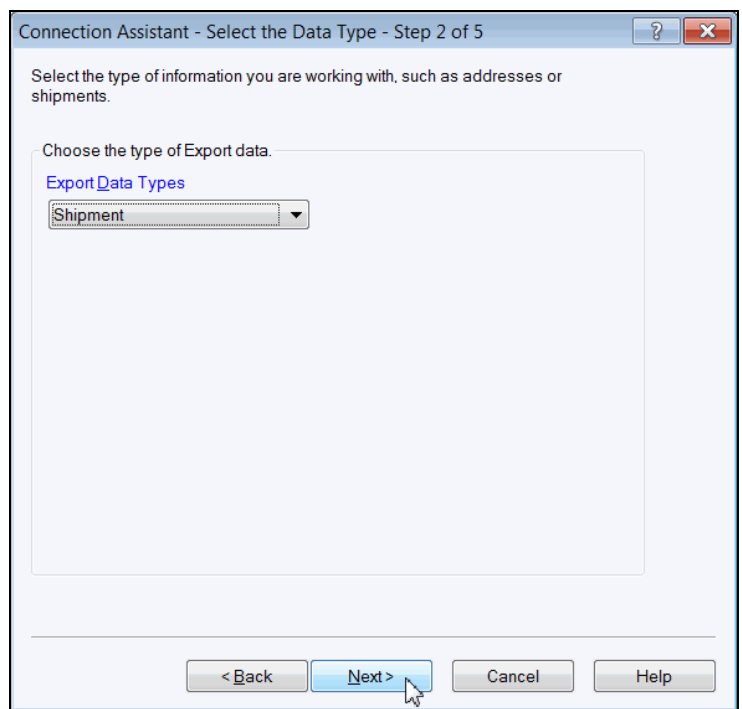 Connection Assistant - Select the Data Type - Step 2 of 5
?
Select the type of information you are working with, such as addresses or
shipments.
Choose the type of Export data.
Export Data Types
Shipment
< Back
Next >
Cancel
Help